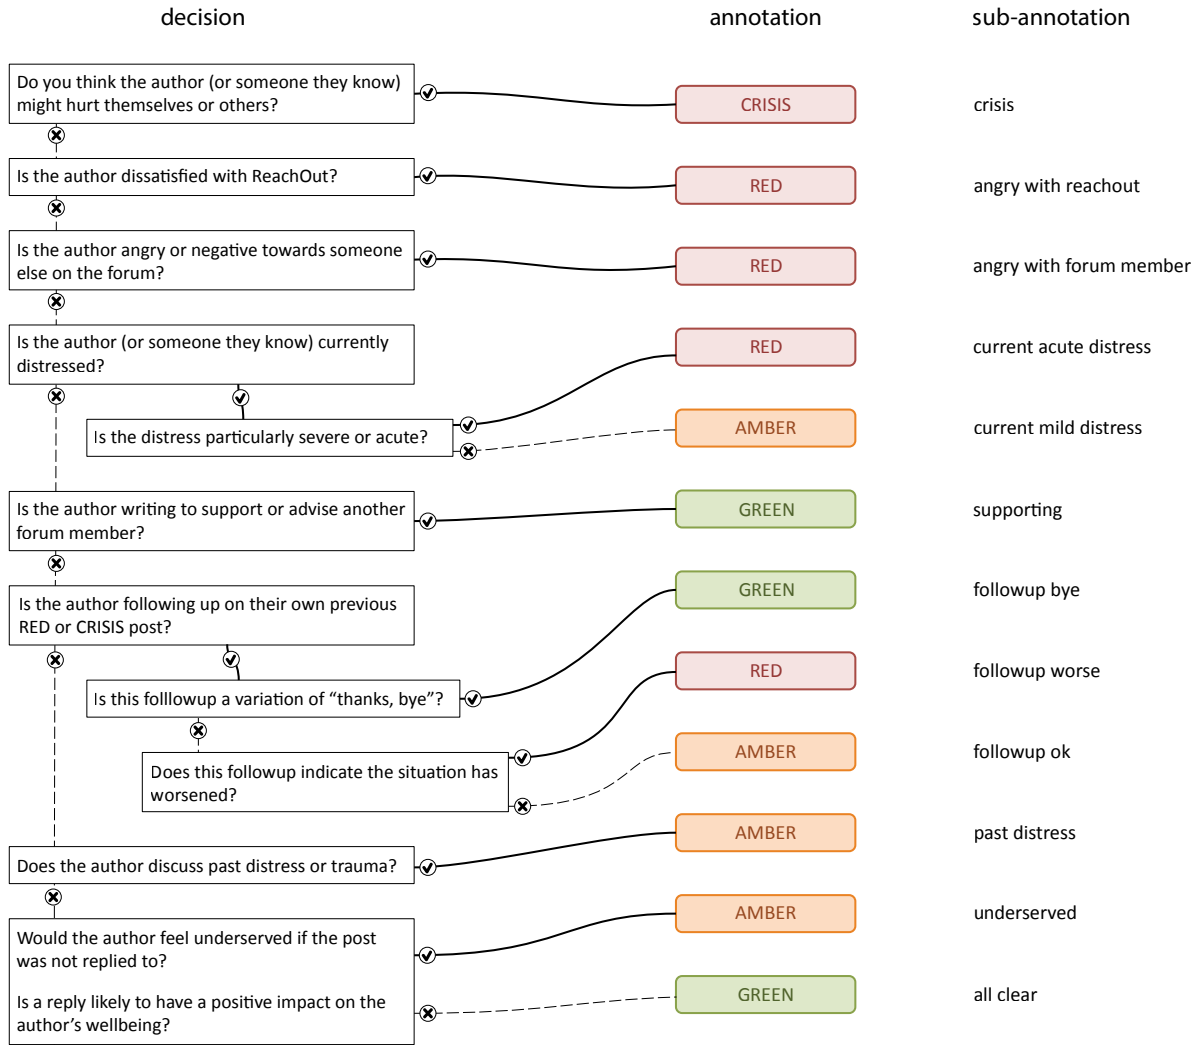 decision annotation sub-annotation
Do you think the author (or someone they know)
might hurt themselves or others?
CRISIS
crisis
Is the author dissatisfied with ReachOut?
RED
angry with reachout
Is the author angry or negative towards someone
else on the forum?
RED
angry with forum member
Is the author (or someone they know) currently
distressed?
RED
current acute distress
Is the distress particularly severe or acute?
AMBER
current mild distress
Is the author writing to support or advise another
forum member?
GREEN
supporting
Is the author following up on their own previous
RED or CRISIS post?
GREEN
followup bye
Is this folllowup a variation of “thanks, bye”?
RED
followup worse
Does this followup indicate the situation has
worsened?
AMBER
followup ok
Does the author discuss past distress or trauma?
AMBER
past distress
Would the author feel underserved if the post
was not replied to?
AMBER
underserved
Is a reply likely to have a positive impact on the
author’s wellbeing?
GREEN
all clear